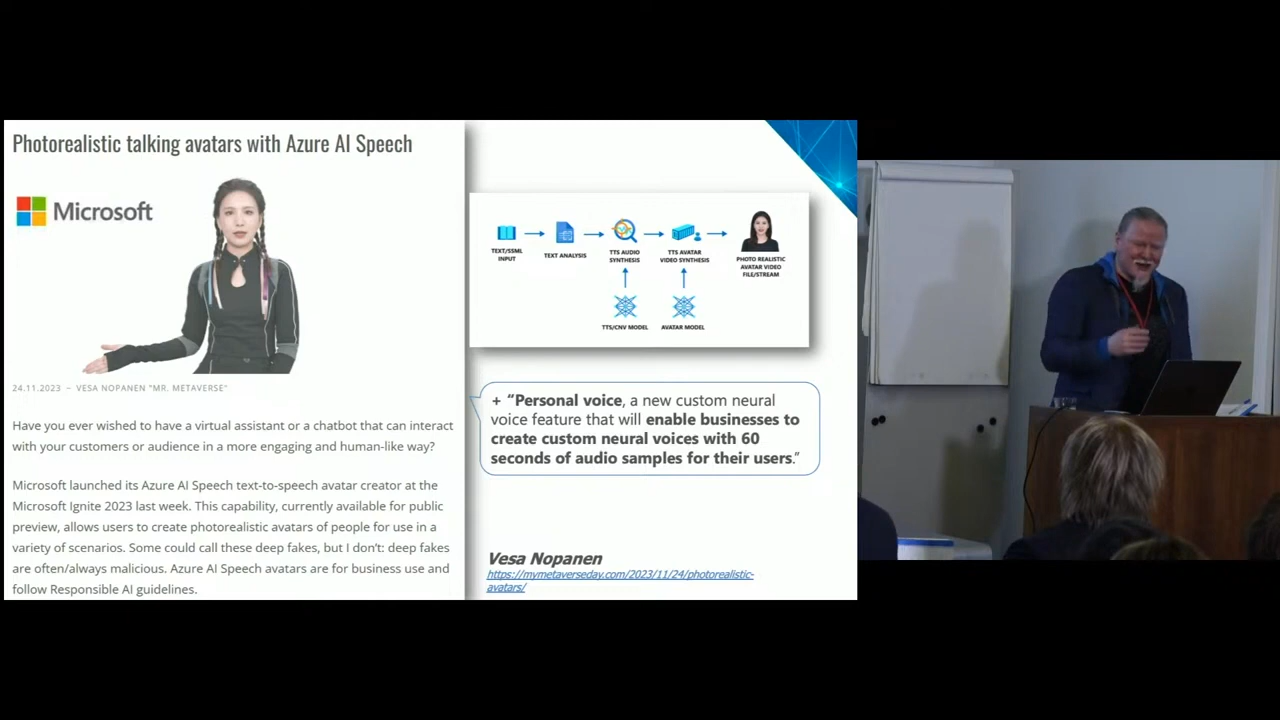 Photorealistic talking avatars with Azure AI Speech
Microsoft
24.11.2023 – VESA NOPANEN "MR. METAVERSE"
Have you ever wished to have a virtual assistant or a chatbot that can interact
with your customers or audience in a more engaging and human-like way?
Microsoft launched its Azure AI Speech text-to-speech avatar creator at the
Microsoft Ignite 2023 last week. This capability, currently available for public
preview, allows users to create photorealistic avatars of people for use in a
variety of scenarios. Some could call these deep fakes, but I don't: deep fakes
are often/always malicious. Azure AI Speech avatars are for business use and
follow Responsible AI guidelines.
TEXT/SSML
INPUT
TEXT ANALYSIS
TTS AUDIO
SYNTHESIS
TTS AVATAR
VIDEO SYNTHESIS
PHOTO REALISTIC
AVATAR VIDEO
FILE/STREAM
TTS/CNV MODEL
AVATAR MODEL
+ “Personal voice, a new custom neural
voice feature that will enable businesses to
create custom neural voices with 60
seconds of audio samples for their users.”
Vesa Nopanen
https://mymetaverseday.com/2023/11/24/photorealistic-
avatars/